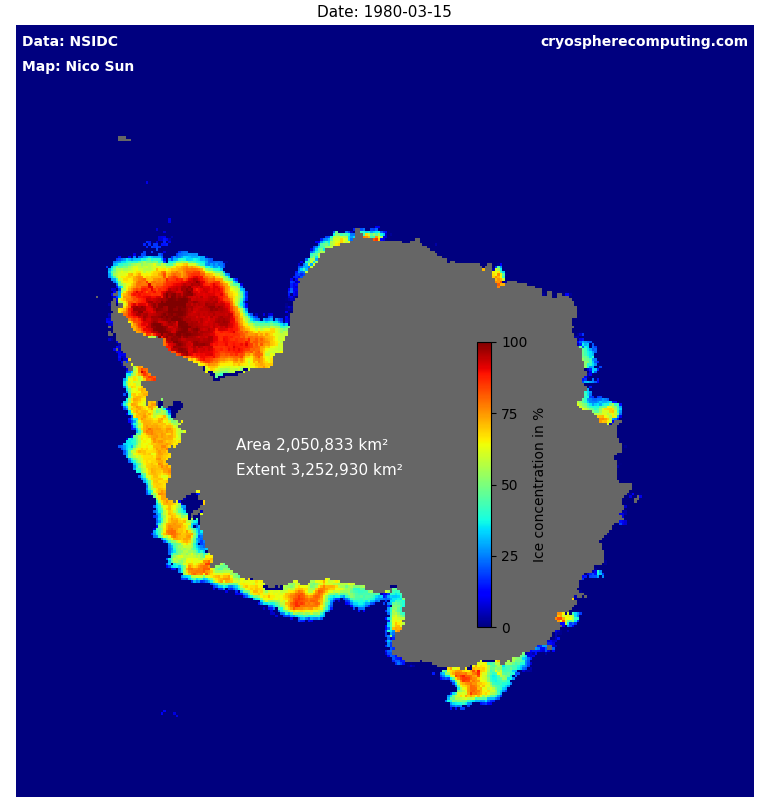 Date: 1980-03-15
Data: NSIDC
cryospherecomputing.com
Map: Nico Sun
100
75
50
25
0
Ice concentration in %
Area 2,050,833 km²
Extent 3,252,930 km²